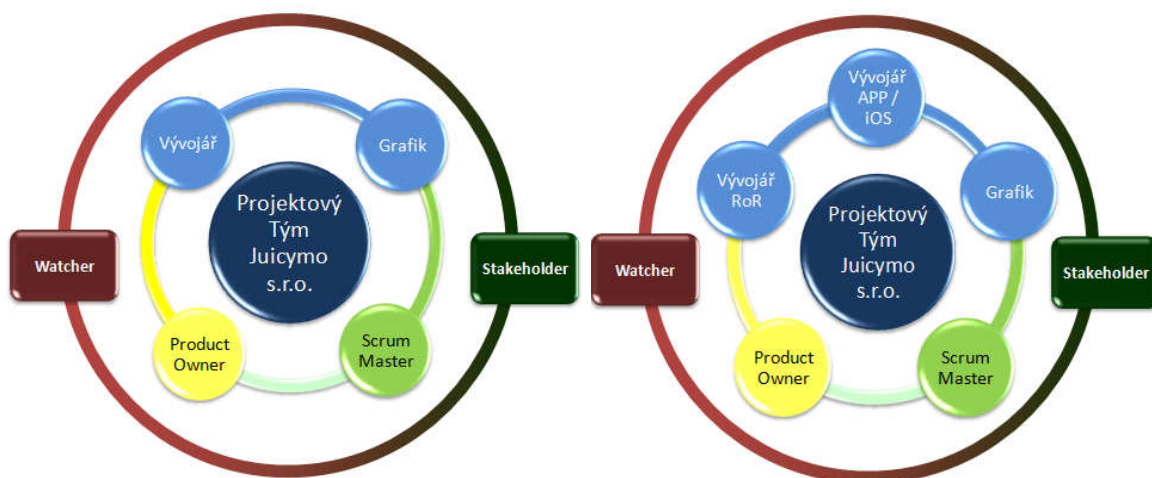 Vývojář
Grafik
Projektový
Tým
Juicymo
s.r.o.
Watcher
Stakeholder
Product
Owner
Scrum
Master
Vývojář
APP /
iOS
Vývojář
RoR
Grafik
Projektový
Tým
Juicymo
s.r.o.
Watcher
Stakeholder
Product
Owner
Scrum
Master